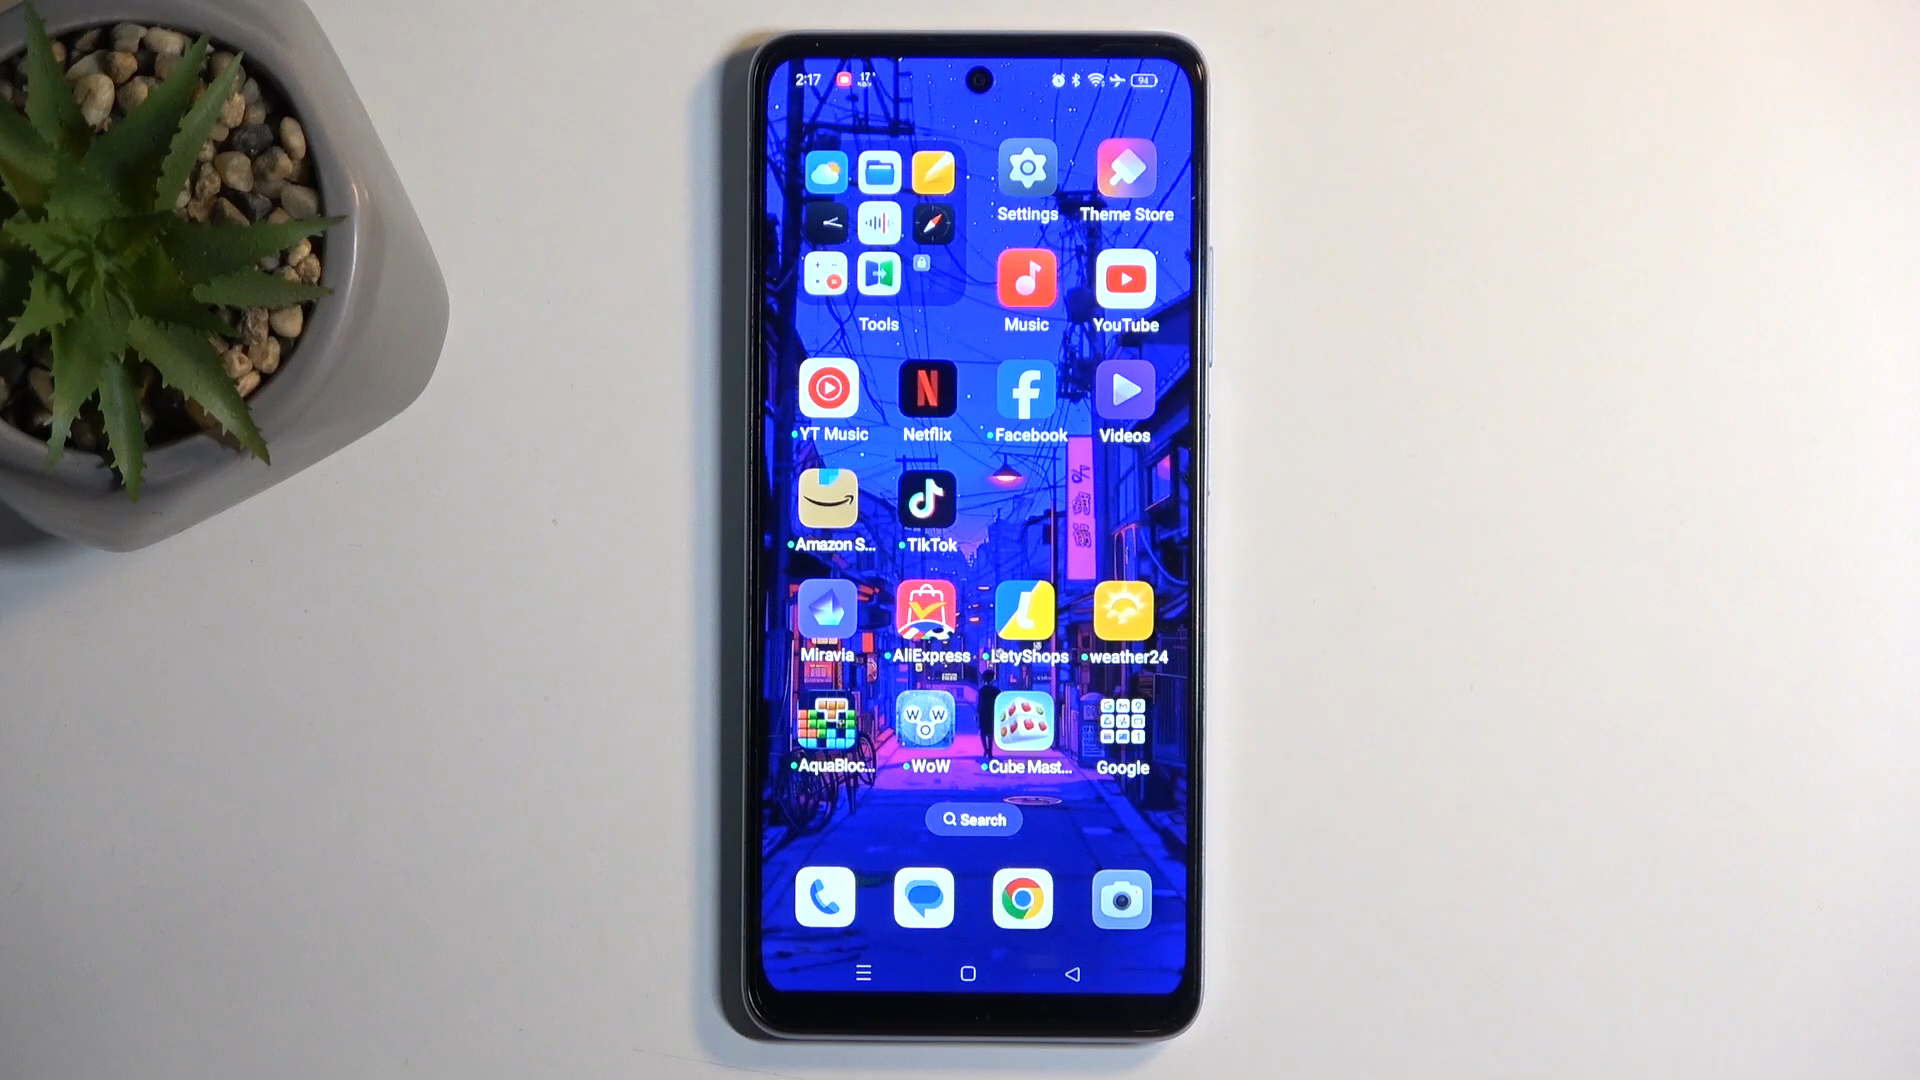 2:17
94
Settings
Theme Store
Tools
Music
YouTube
YT Music
Netflix
Facebook
Videos
Amazon S...
TikTok
Miravia
AliExpress
LetyShops
weather24
W W
O
AquaBloc...
WoW
Cube Mast...
Google
Search